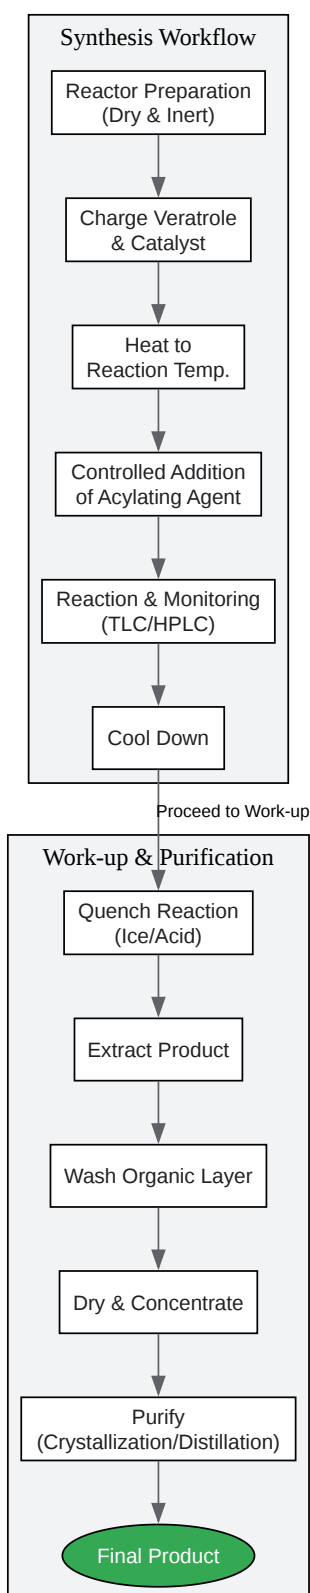 Synthesis Workflow
Reactor Preparation
(Dry & Inert)
Charge Veratrole
& Catalyst
Heat to
Reaction Temp.
Controlled Addition
of Acylating Agent
Reaction & Monitoring
(TLC/HPLC)
Cool Down
Proceed to Work-up
Work-up & Purification
Quench Reaction
(Ice/Acid)
Extract Product
Wash Organic Layer
Dry & Concentrate
Purify
(Crystallization/Distillation)
Final Product